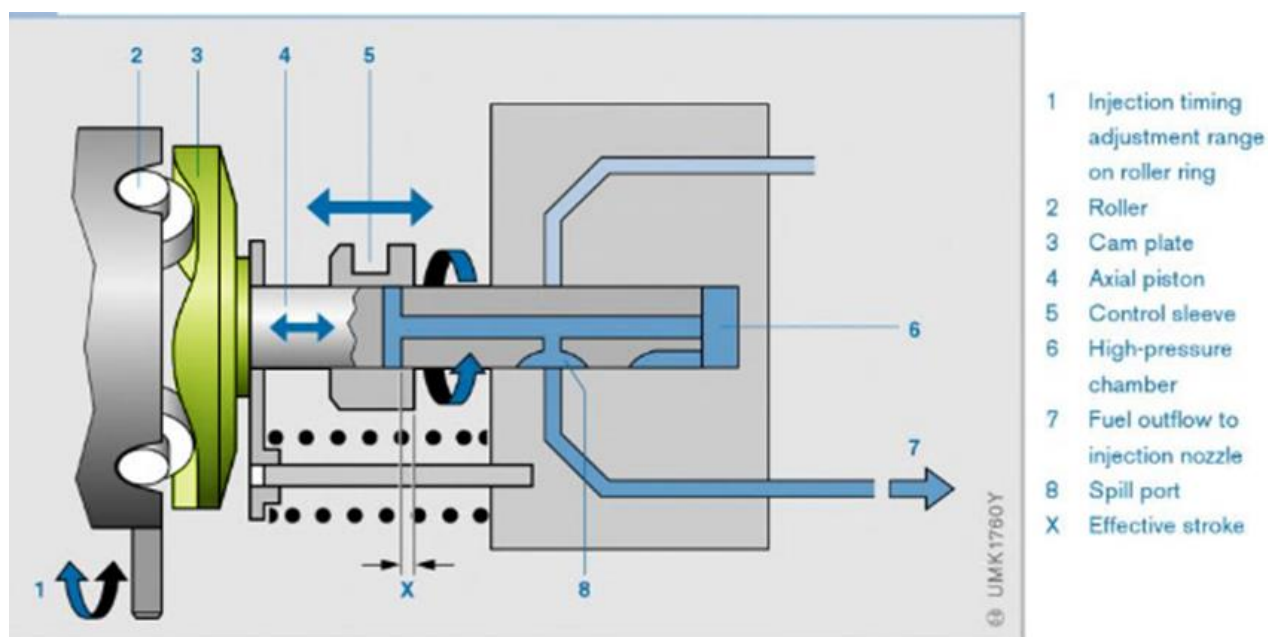 2 3 4 5
6
7
1
X 8
UMK1760Y
1 Injection timing
adjustment range
on roller ring
2 Roller
3 Cam plate
4 Axial piston
5 Control sleeve
6 High-pressure
chamber
7 Fuel outflow to
injection nozzle
8 Spill port
X Effective stroke